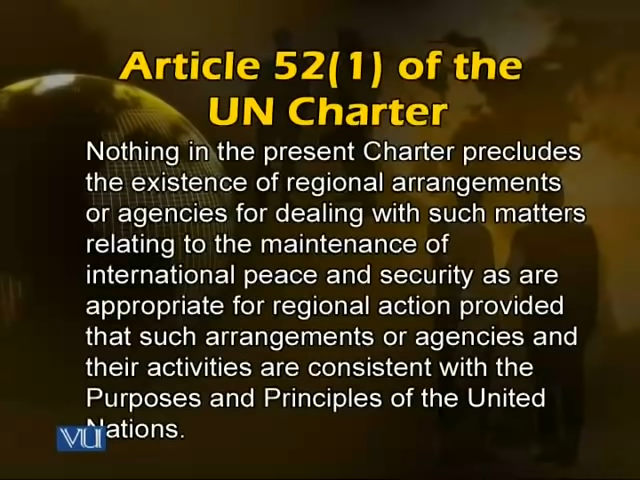 Article 52(1) of the
UN Charter
Nothing in the present Charter precludes
the existence of regional arrangements
or agencies for dealing with such matters
relating to the maintenance of
international peace and security as are
appropriate for regional action provided
that such arrangements or agencies and
their activities are consistent with the
Purposes and Principles of the United
Nations.
VU